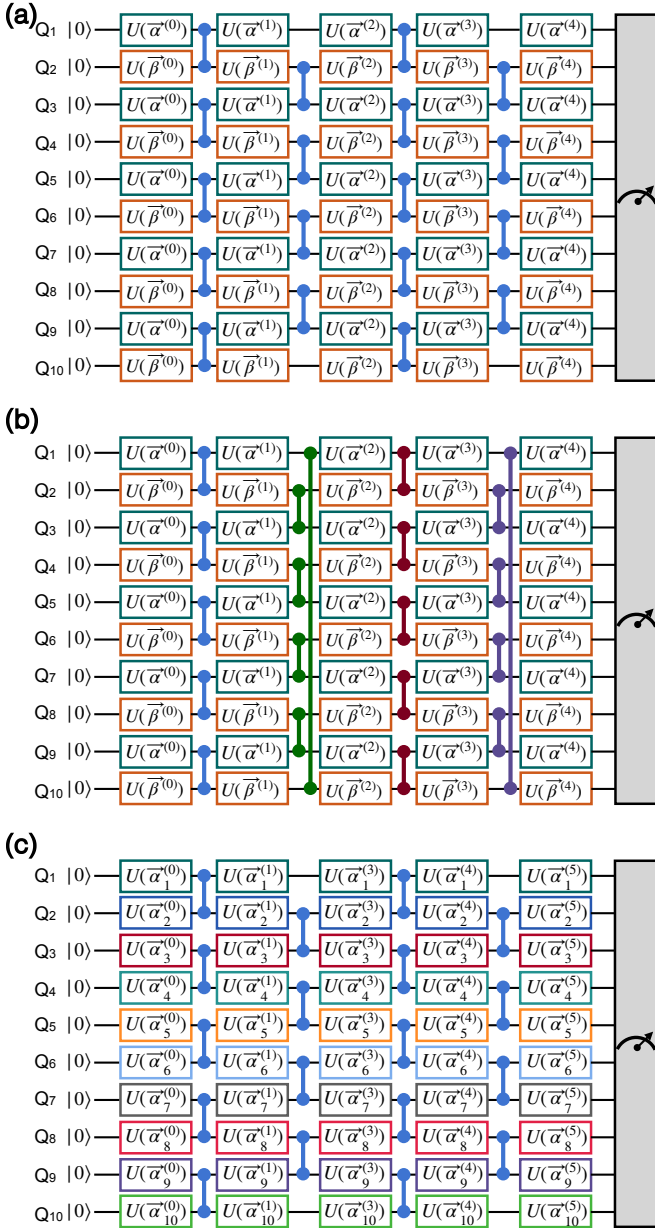 (a)
Q₁ |0⟩ U(α⃗⁽⁰⁾) U(α⃗⁽¹⁾) U(α⃗⁽²⁾) U(α⃗⁽³⁾) U(α⃗⁽⁴⁾)
Q₂ |0⟩ U(β⃗⁽⁰⁾) U(β⃗⁽¹⁾) U(β⃗⁽²⁾) U(β⃗⁽³⁾) U(β⃗⁽⁴⁾)
Q₃ |0⟩ U(α⃗⁽⁰⁾) U(α⃗⁽¹⁾) U(α⃗⁽²⁾) U(α⃗⁽³⁾) U(α⃗⁽⁴⁾)
Q₄ |0⟩ U(β⃗⁽⁰⁾) U(β⃗⁽¹⁾) U(β⃗⁽²⁾) U(β⃗⁽³⁾) U(β⃗⁽⁴⁾)
Q₅ |0⟩ U(α⃗⁽⁰⁾) U(α⃗⁽¹⁾) U(α⃗⁽²⁾) U(α⃗⁽³⁾) U(α⃗⁽⁴⁾)
Q₆ |0⟩ U(β⃗⁽⁰⁾) U(β⃗⁽¹⁾) U(β⃗⁽²⁾) U(β⃗⁽³⁾) U(β⃗⁽⁴⁾)
Q₇ |0⟩ U(α⃗⁽⁰⁾) U(α⃗⁽¹⁾) U(α⃗⁽²⁾) U(α⃗⁽³⁾) U(α⃗⁽⁴⁾)
Q₈ |0⟩ U(β⃗⁽⁰⁾) U(β⃗⁽¹⁾) U(β⃗⁽²⁾) U(β⃗⁽³⁾) U(β⃗⁽⁴⁾)
Q₉ |0⟩ U(α⃗⁽⁰⁾) U(α⃗⁽¹⁾) U(α⃗⁽²⁾) U(α⃗⁽³⁾) U(α⃗⁽⁴⁾)
Q₁₀ |0⟩ U(β⃗⁽⁰⁾) U(β⃗⁽¹⁾) U(β⃗⁽²⁾) U(β⃗⁽³⁾) U(β⃗⁽⁴⁾)
(b)
Q₁ |0⟩ U(α⃗⁽⁰⁾) U(α⃗⁽¹⁾) U(α⃗⁽²⁾) U(α⃗⁽³⁾) U(α⃗⁽⁴⁾)
Q₂ |0⟩ U(β⃗⁽⁰⁾) U(β⃗⁽¹⁾) U(β⃗⁽²⁾) U(β⃗⁽³⁾) U(β⃗⁽⁴⁾)
Q₃ |0⟩ U(α⃗⁽⁰⁾) U(α⃗⁽¹⁾) U(α⃗⁽²⁾) U(α⃗⁽³⁾) U(α⃗⁽⁴⁾)
Q₄ |0⟩ U(β⃗⁽⁰⁾) U(β⃗⁽¹⁾) U(β⃗⁽²⁾) U(β⃗⁽³⁾) U(β⃗⁽⁴⁾)
Q₅ |0⟩ U(α⃗⁽⁰⁾) U(α⃗⁽¹⁾) U(α⃗⁽²⁾) U(α⃗⁽³⁾) U(α⃗⁽⁴⁾)
Q₆ |0⟩ U(β⃗⁽⁰⁾) U(β⃗⁽¹⁾) U(β⃗⁽²⁾) U(β⃗⁽³⁾) U(β⃗⁽⁴⁾)
Q₇ |0⟩ U(α⃗⁽⁰⁾) U(α⃗⁽¹⁾) U(α⃗⁽²⁾) U(α⃗⁽³⁾) U(α⃗⁽⁴⁾)
Q₈ |0⟩ U(β⃗⁽⁰⁾) U(β⃗⁽¹⁾) U(β⃗⁽²⁾) U(β⃗⁽³⁾) U(β⃗⁽⁴⁾)
Q₉ |0⟩ U(α⃗⁽⁰⁾) U(α⃗⁽¹⁾) U(α⃗⁽²⁾) U(α⃗⁽³⁾) U(α⃗⁽⁴⁾)
Q₁₀ |0⟩ U(β⃗⁽⁰⁾) U(β⃗⁽¹⁾) U(β⃗⁽²⁾) U(β⃗⁽³⁾) U(β⃗⁽⁴⁾)
(c)
Q₁ |0⟩ U(α⃗₁⁽⁰⁾) U(α⃗₁⁽¹⁾) U(α⃗₁⁽³⁾) U(α⃗₁⁽⁴⁾) U(α⃗₁⁽⁵⁾)
Q₂ |0⟩ U(α⃗₂⁽⁰⁾) U(α⃗₂⁽¹⁾) U(α⃗₂⁽³⁾) U(α⃗₂⁽⁴⁾) U(α⃗₂⁽⁵⁾)
Q₃ |0⟩ U(α⃗₃⁽⁰⁾) U(α⃗₃⁽¹⁾) U(α⃗₃⁽³⁾) U(α⃗₃⁽⁴⁾) U(α⃗₃⁽⁵⁾)
Q₄ |0⟩ U(α⃗₄⁽⁰⁾) U(α⃗₄⁽¹⁾) U(α⃗₄⁽³⁾) U(α⃗₄⁽⁴⁾) U(α⃗₄⁽⁵⁾)
Q₅ |0⟩ U(α⃗₅⁽⁰⁾) U(α⃗₅⁽¹⁾) U(α⃗₅⁽³⁾) U(α⃗₅⁽⁴⁾) U(α⃗₅⁽⁵⁾)
Q₆ |0⟩ U(α⃗₆⁽⁰⁾) U(α⃗₆⁽¹⁾) U(α⃗₆⁽³⁾) U(α⃗₆⁽⁴⁾) U(α⃗₆⁽⁵⁾)
Q₇ |0⟩ U(α⃗₇⁽⁰⁾) U(α⃗₇⁽¹⁾) U(α⃗₇⁽³⁾) U(α⃗₇⁽⁴⁾) U(α⃗₇⁽⁵⁾)
Q₈ |0⟩ U(α⃗₈⁽⁰⁾) U(α⃗₈⁽¹⁾) U(α⃗₈⁽³⁾) U(α⃗₈⁽⁴⁾) U(α⃗₈⁽⁵⁾)
Q₉ |0⟩ U(α⃗₉⁽⁰⁾) U(α⃗₉⁽¹⁾) U(α⃗₉⁽³⁾) U(α⃗₉⁽⁴⁾) U(α⃗₉⁽⁵⁾)
Q₁₀ |0⟩ U(α⃗₁₀⁽⁰⁾) U(α⃗₁₀⁽¹⁾) U(α⃗₁₀⁽³⁾) U(α⃗₁₀⁽⁴⁾) U(α⃗₁₀⁽⁵⁾)